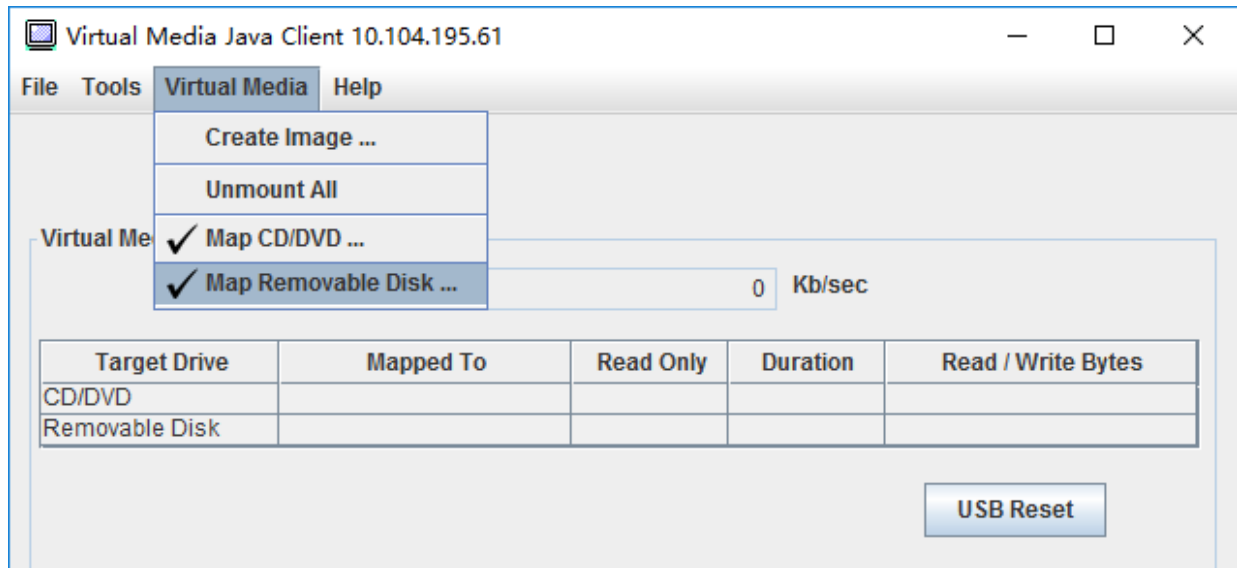 Virtual Media Java Client 10.104.195.61
File Tools Virtual Media Help
Create Image ...
Unmount All
Virtual Me
Map CD/DVD ...
Map Removable Disk ...
0 Kb/sec
Target Drive Mapped To Read Only Duration Read / Write Bytes
CD/DVD
Removable Disk
USB Reset